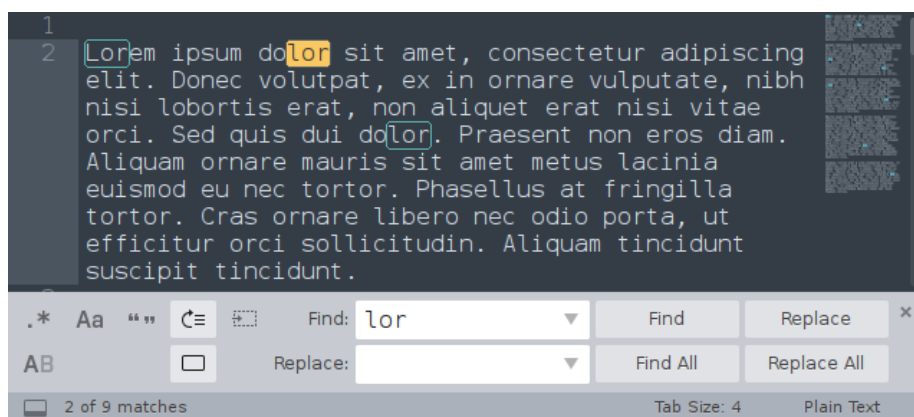 1
2 Lorem ipsum dolor sit amet, consectetur adipiscing
elit. Donec volutpat, ex in ornare vulputate, nibh
nisi lobortis erat, non aliquet erat nisi vitae
orci. Sed quis dui dolor. Praesent non eros diam.
Aliquam ornare mauris sit amet metus lacinia
euismod eu nec tortor. Phasellus at fringilla
tortor. Cras ornare libero nec odio porta, ut
efficitur orci sollicitudin. Aliquam tincidunt
suscipit tincidunt.
.* Aa “” Find: lor Find Replace ×
AB Replace: Find All Replace All
2 of 9 matches Tab Size: 4 Plain Text